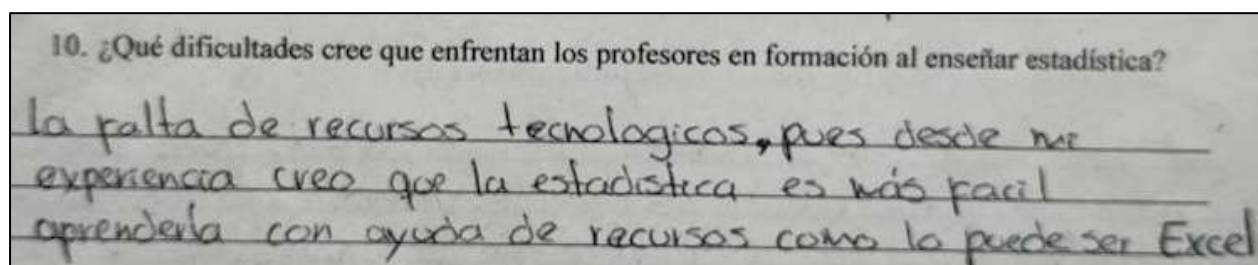 10. ¿Qué dificultades cree que enfrentan los profesores en formación al enseñar estadística?
la falta de recursos tecnologicos, pues desde mi
experiencia creo que la estadistica es más facil
aprenderla con ayuda de recursos como lo puede ser Excel